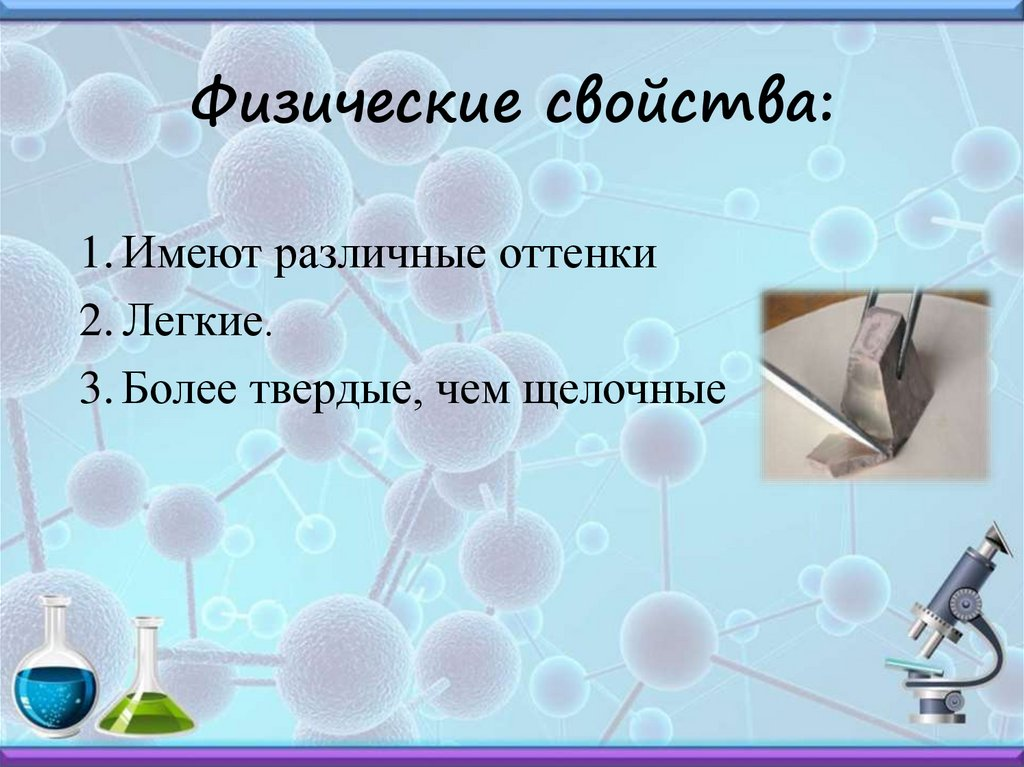 Физические свойства:
1. Имеют различные оттенки
2. Легкие.
3. Более твердые, чем щелочные